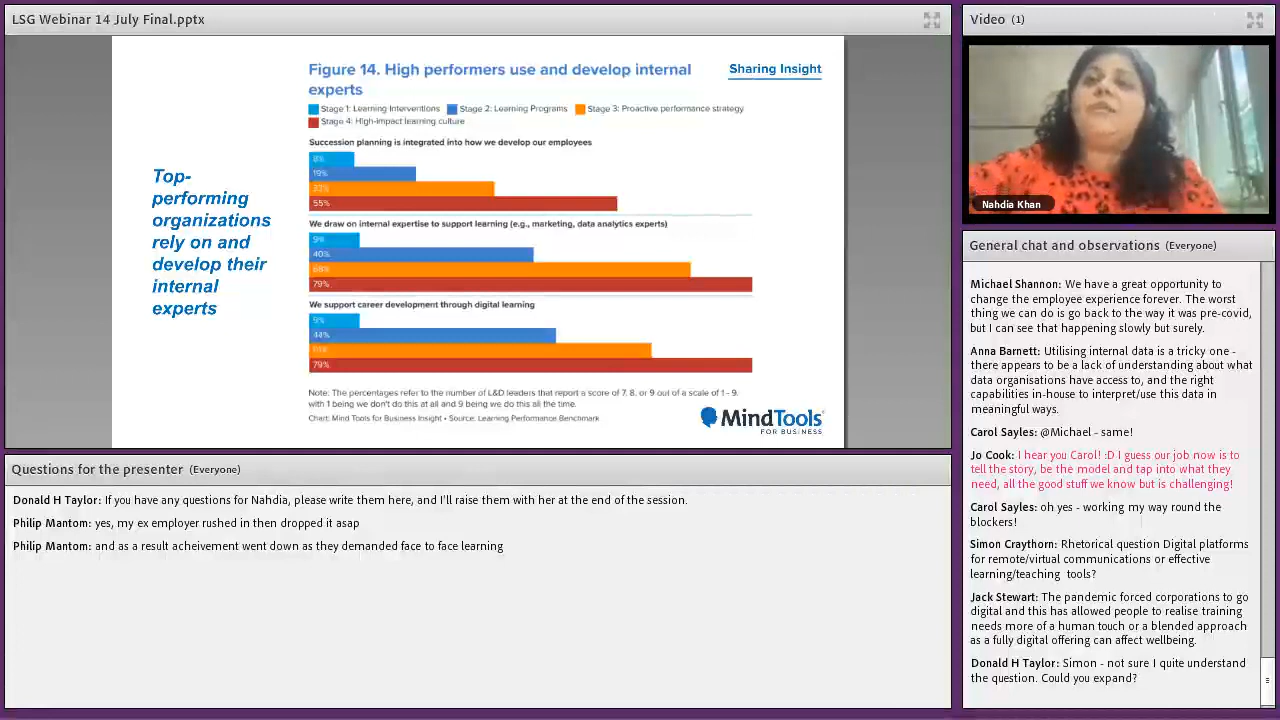 LSG Webinar 14 July Final.pptx
Figure 14. High performers use and develop internal
experts
Sharing Insight
Stage 1: Learning Interventions Stage 2: Learning Programs Stage 3: Proactive performance strategy
Stage 4: High-impact learning culture
Top-
performing
organizations
rely on and
develop their
internal
experts
Succession planning is integrated into how we develop our employees
8%
19%
33%
55%
We draw on internal expertise to support learning (e.g., marketing, data analytics experts)
9%
40%
68%
79%
We support career development through digital learning
9%
44%
79%
Note: The percentages refer to the number of L&D leaders that report a score of 7, 8, or 9 out of a scale of 1 - 9,
with 1 being we don't do this at all and 9 being we do this all the time.
Chart: Mind Tools for Business Insight • Source: Learning Performance Benchmark
MindTools
FOR BUSINESS
Questions for the presenter (Everyone)
Donald H Taylor: If you have any questions for Nahdia, please write them here, and I'll raise them with her at the end of the session.
Philip Mantom: yes, my ex employer rushed in then dropped it asap
Philip Mantom: and as a result acheivement went down as they demanded face to face learning
Video (1)
Nahdia Khan
General chat and observations (Everyone)
Michael Shannon: We have a great opportunity to
change the employee experience forever. The worst
thing we can do is go back to the way it was pre-covid,
but I can see that happening slowly but surely.
Anna Barnett: Utilising internal data is a tricky one -
there appears to be a lack of understanding about what
data organisations have access to, and the right
capabilities in-house to interpret/use this data in
meaningful ways.
Carol Sayles: @Michael - same!
Jo Cook: I hear you Carol! :D I guess our job now is to
tell the story, be the model and tap into what they
need, all the good stuff we know but is challenging!
Carol Sayles: oh yes - working my way round the
blockers!
Simon Craythorn: Rhetorical question Digital platforms
for remote/virtual communications or effective
learning/teaching tools?
Jack Stewart: The pandemic forced corporations to go
digital and this has allowed people to realise training
needs more of a human touch or a blended approach
as a fully digital offering can affect wellbeing.
Donald H Taylor: Simon - not sure I quite understand
the question. Could you expand?